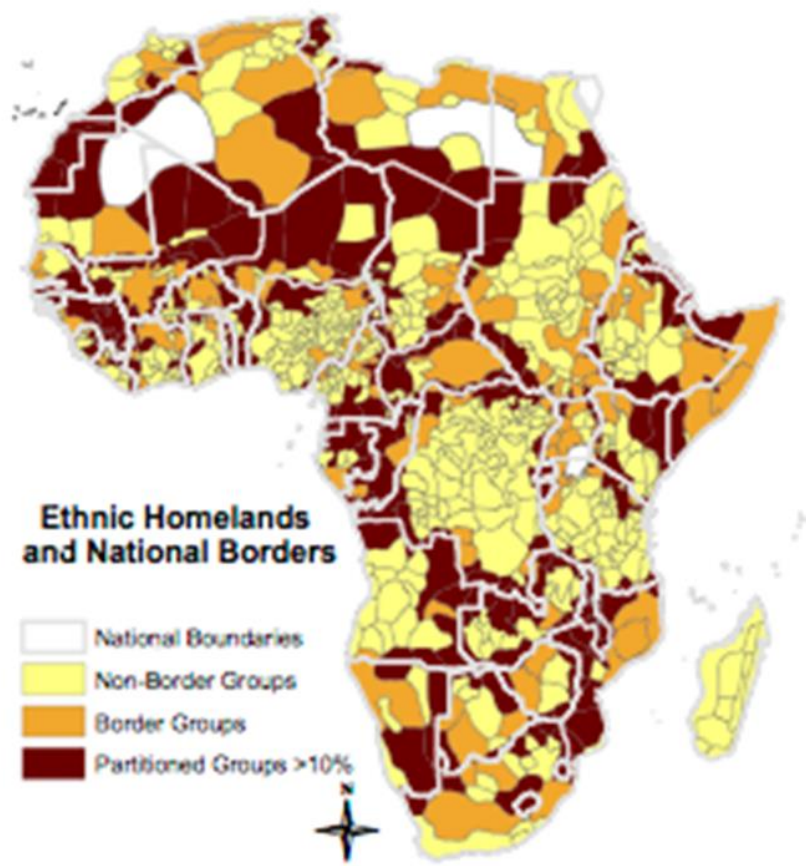 Ethnic Homelands
and National Borders
National Boundaries
Non-Border Groups
Border Groups
Partitioned Groups >10%
N